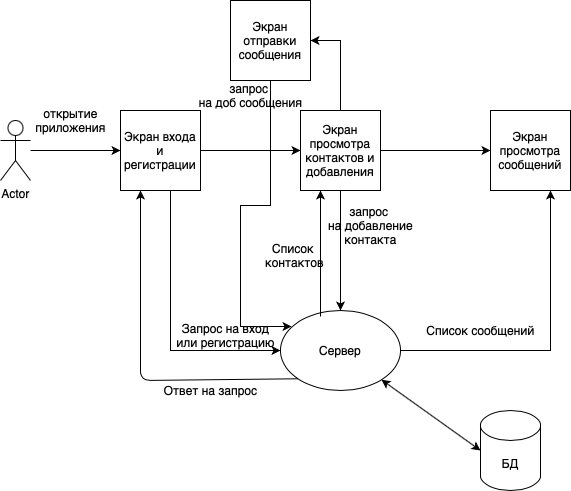 Экран
отправки
сообщения
запрос
на доб сообщения
открытие
приложения
Actor
Экран входа
и
регистрации
Экран
просмотра
контактов и
добавления
Экран
просмотра
сообщений
запрос
на добавление
контакта
Список
контактов
Запрос на вход
или регистрацию
Сервер
Список сообщений
Ответ на запрос
БД